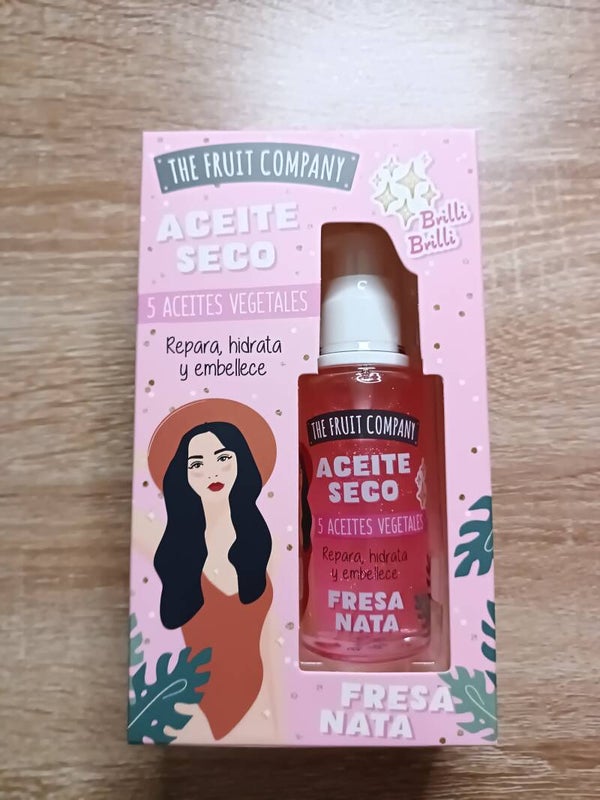 THE FRUIT COMPANY
ACEITE
SECO
Brilli
Brilli
5 ACEITES VEGETALES
Repara, hidrata
y embellece
THE FRUIT COMPANY
ACEITE
SECO
5 ACEITES VEGETALES
Repara, hidrata
y embellece
FRESA
NATA
FRESA
NATA